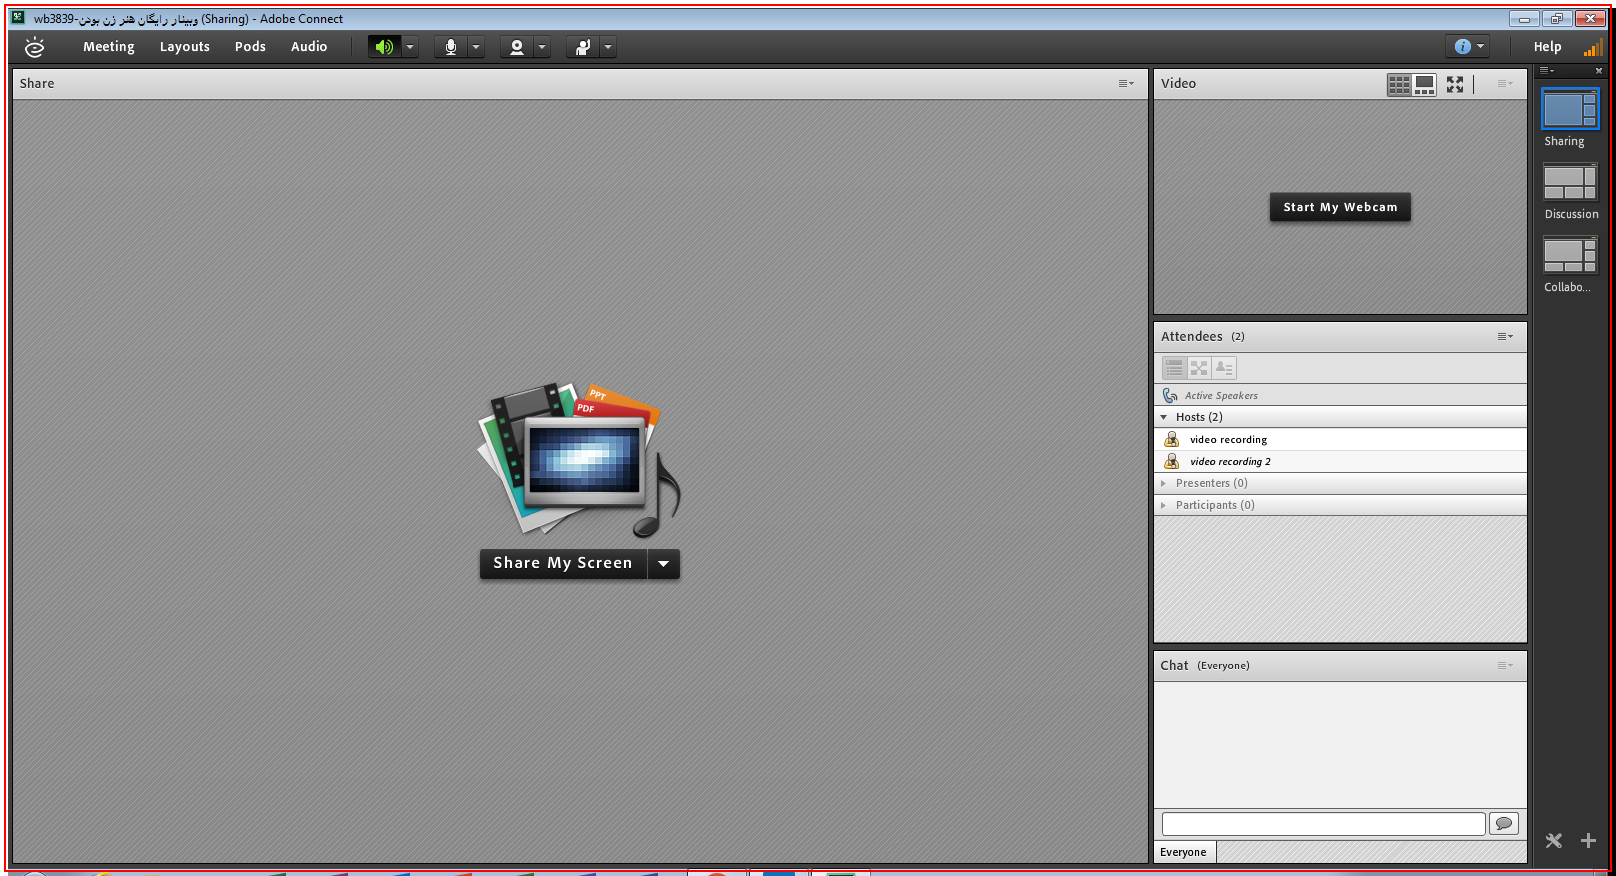 wb3839-وبینار رایگان هنر زن بودن (Sharing) - Adobe Connect
Meeting Layouts Pods Audio Help
Share
Video
Sharing
Start My Webcam
Discussion
Collabo...
Attendees (2)
Active Speakers
Hosts (2)
video recording
video recording 2
Presenters (0)
Participants (0)
PPT
PDF
Share My Screen
Chat (Everyone)
Everyone